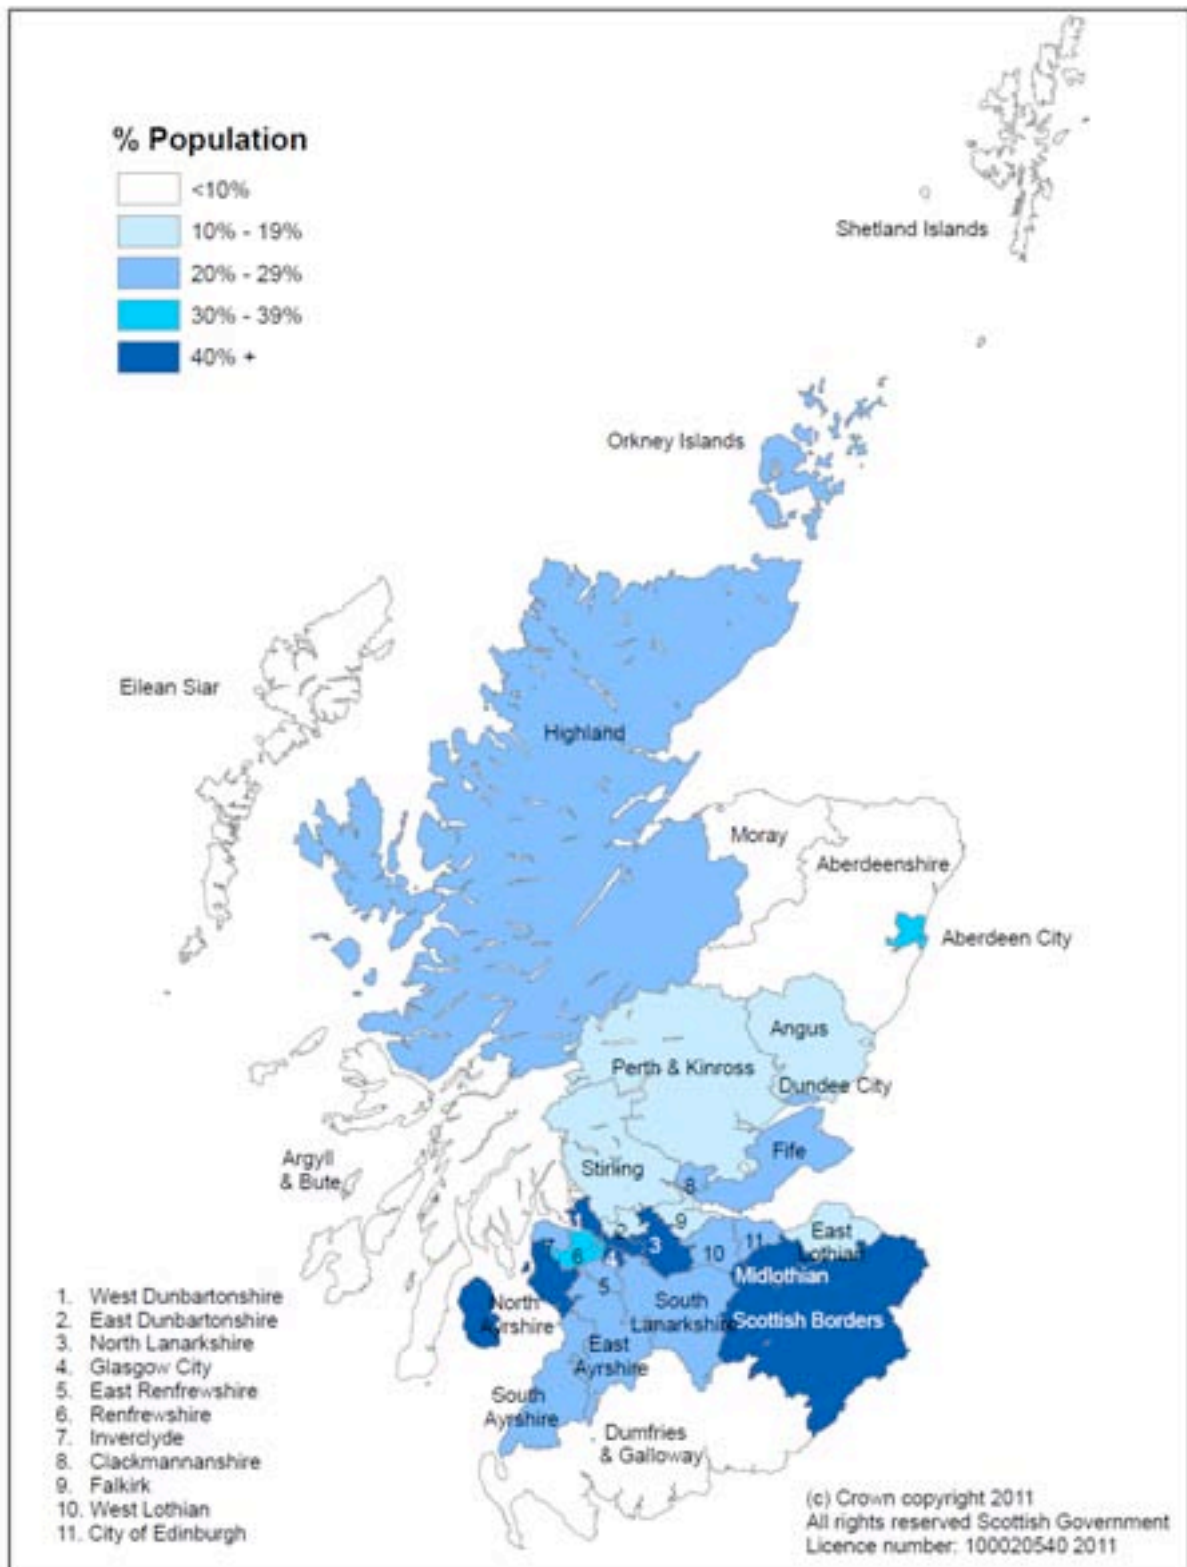 % Population
<10%
10% - 19%
20% - 29%
30% - 39%
40% +
Shetland Islands
Orkney Islands
Eilean Siar
Highland
Moray
Aberdeenshire
Aberdeen City
Angus
Perth & Kinross
Dundee City
Fife
Argyll
& Bute
Stirling
8
1
2
9
3
11
East
Lothian
7
6
4
10
5
Midlothian
North
Ayrshire
South
Lanarkshire
Scottish Borders
East
Ayrshire
South
Ayrshire
Dumfries
& Galloway
1. West Dunbartonshire
2. East Dunbartonshire
3. North Lanarkshire
4. Glasgow City
5. East Renfrewshire
6. Renfrewshire
7. Inverclyde
8. Clackmannanshire
9. Falkirk
10. West Lothian
11. City of Edinburgh
(c) Crown copyright 2011
All rights reserved Scottish Government
Licence number: 100020540 2011